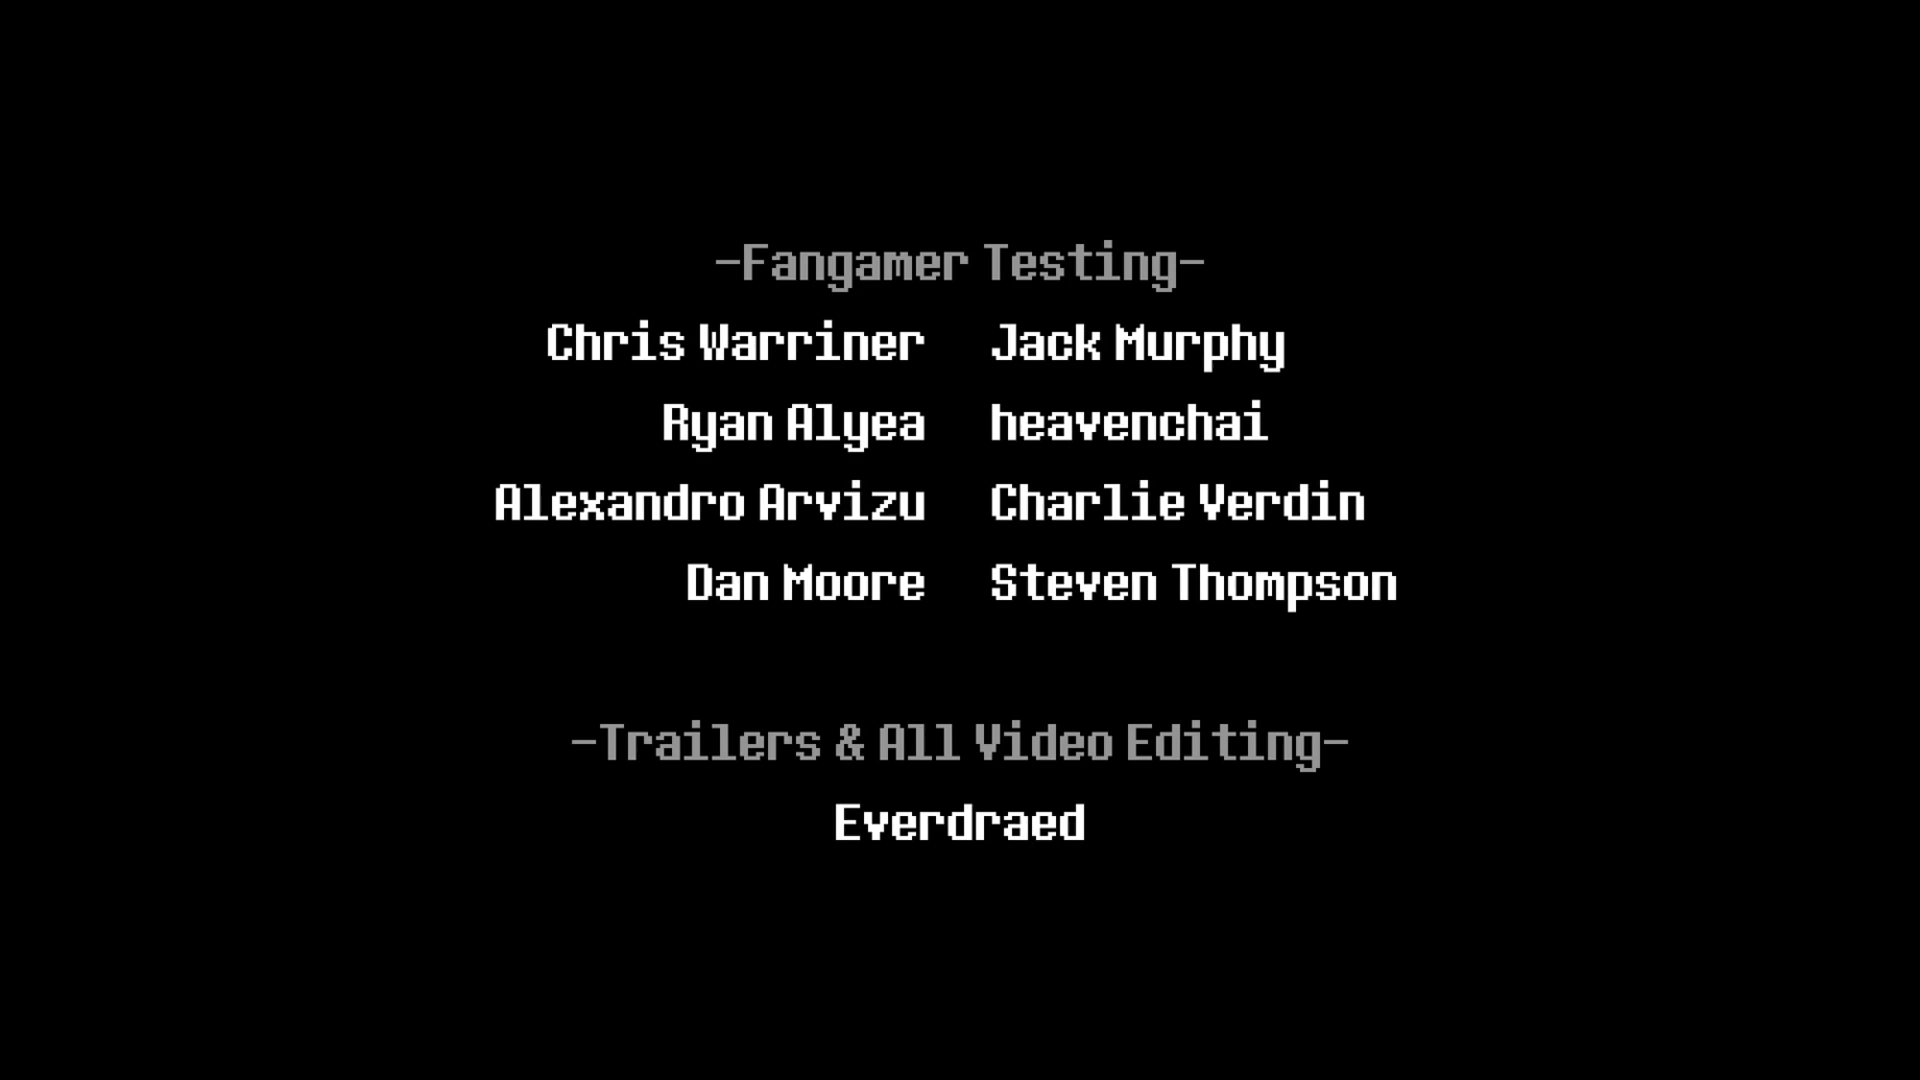 -Fangamer Testing-
Chris Warriner Jack Murphy
Ryan Alyea heavenchai
Alexandro Arvizu Charlie Verdin
Dan Moore Steven Thompson
-Trailers & All Video Editing-
Everdraed